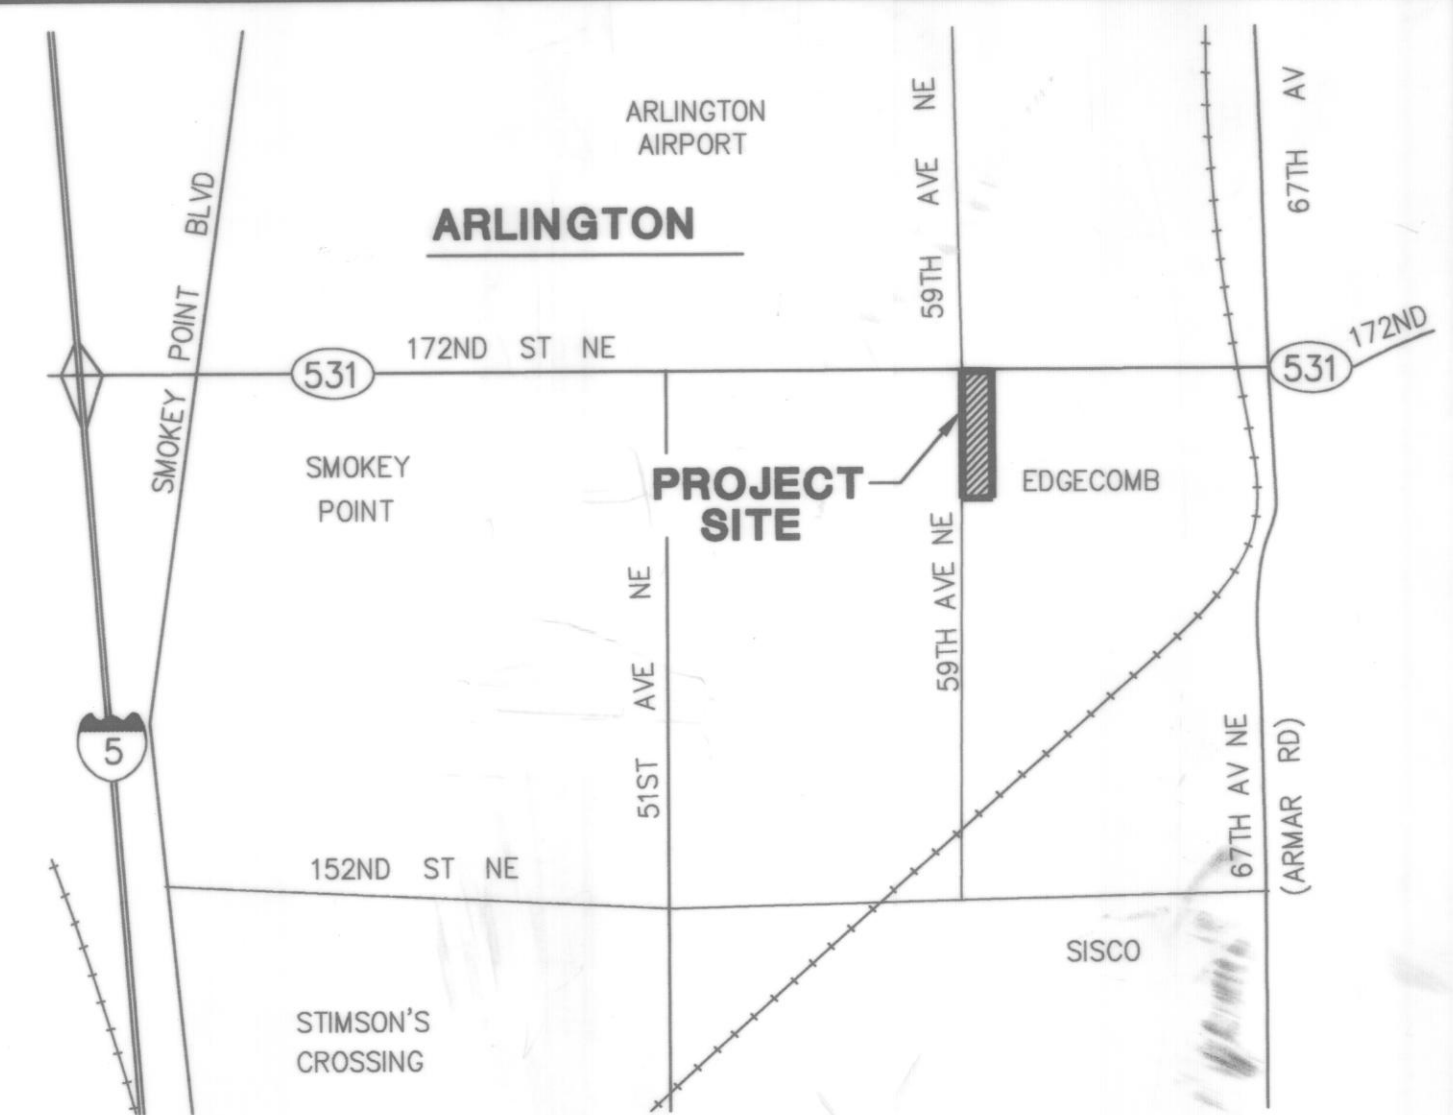 ARLINGTON
AIRPORT
ARLINGTON
59TH AVE NE
67TH AV
SMOKEY POINT BLVD
172ND ST NE
531
531
172ND
SMOKEY
POINT
PROJECT
SITE
EDGECOMB
59TH AVE NE
51ST AVE NE
5
67TH AV NE
(ARMAR RD)
152ND ST NE
SISCO
STIMSON'S
CROSSING